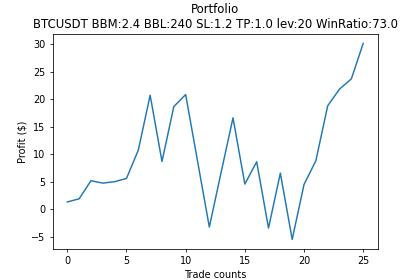 Portfolio
BTCUSDT BBM:2.4 BBL:240 SL:1.2 TP:1.0 lev:20 WinRatio:73.0
30
25
20
15
10
5
0
−5
Profit ($)
0 5 10 15 20 25
Trade counts